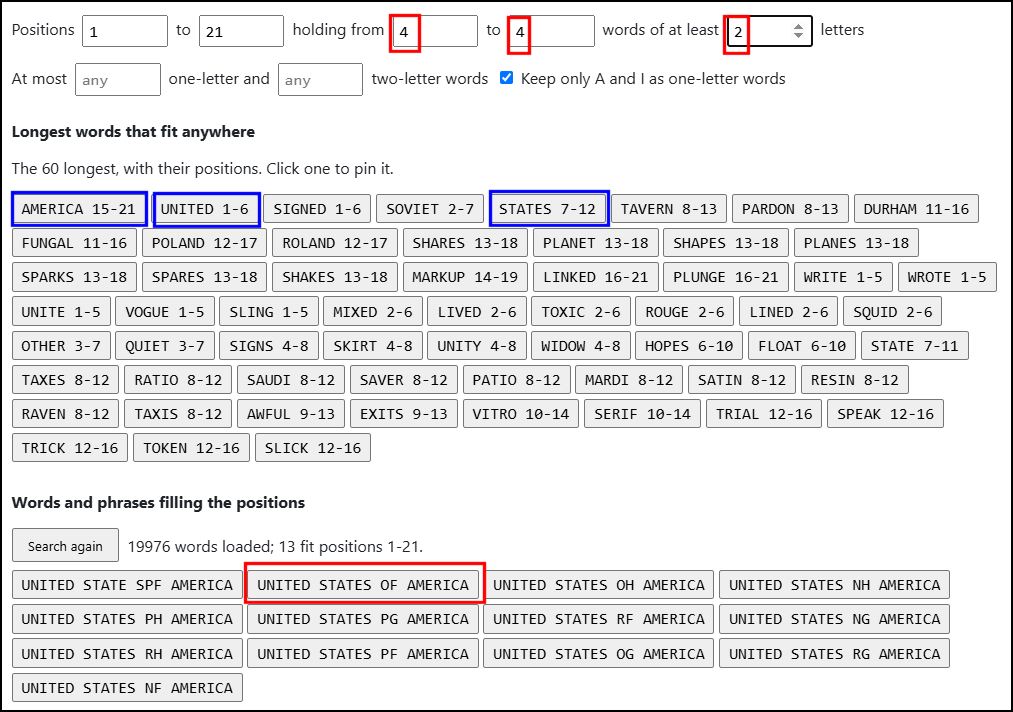 Positions 1 to 21 holding from 4 to 4 words of at least 2 letters
At most any one-letter and any two-letter words Keep only A and I as one-letter words
Longest words that fit anywhere
The 60 longest, with their positions. Click one to pin it.
AMERICA 15-21 UNITED 1-6 SIGNED 1-6 SOVIET 2-7 STATES 7-12 TAVERN 8-13 PARDON 8-13 DURHAM 11-16
FUNGAL 11-16 POLAND 12-17 ROLAND 12-17 SHARES 13-18 PLANET 13-18 SHAPES 13-18 PLANES 13-18
SPARKS 13-18 SPARES 13-18 SHAKES 13-18 MARKUP 14-19 LINKED 16-21 PLUNGE 16-21 WRITE 1-5 WROTE 1-5
UNITE 1-5 VOGUE 1-5 SLING 1-5 MIXED 2-6 LIVED 2-6 TOXIC 2-6 ROUGE 2-6 LINED 2-6 SQUID 2-6
OTHER 3-7 QUIET 3-7 SIGNS 4-8 SKIRT 4-8 UNITY 4-8 WIDOW 4-8 HOPES 6-10 FLOAT 6-10 STATE 7-11
TAXES 8-12 RATIO 8-12 SAUDI 8-12 SAVER 8-12 PATIO 8-12 MARDI 8-12 SATIN 8-12 RESIN 8-12
RAVEN 8-12 TAXIS 8-12 AWFUL 9-13 EXITS 9-13 VITRO 10-14 SERIF 10-14 TRIAL 12-16 SPEAK 12-16
TRICK 12-16 TOKEN 12-16 SLICK 12-16
Words and phrases filling the positions
Search again 19976 words loaded; 13 fit positions 1-21.
UNITED STATE SPF AMERICA UNITED STATES OF AMERICA UNITED STATES OH AMERICA UNITED STATES NH AMERICA
UNITED STATES PH AMERICA UNITED STATES PG AMERICA UNITED STATES RF AMERICA UNITED STATES NG AMERICA
UNITED STATES RH AMERICA UNITED STATES PF AMERICA UNITED STATES OG AMERICA UNITED STATES RG AMERICA
UNITED STATES NF AMERICA